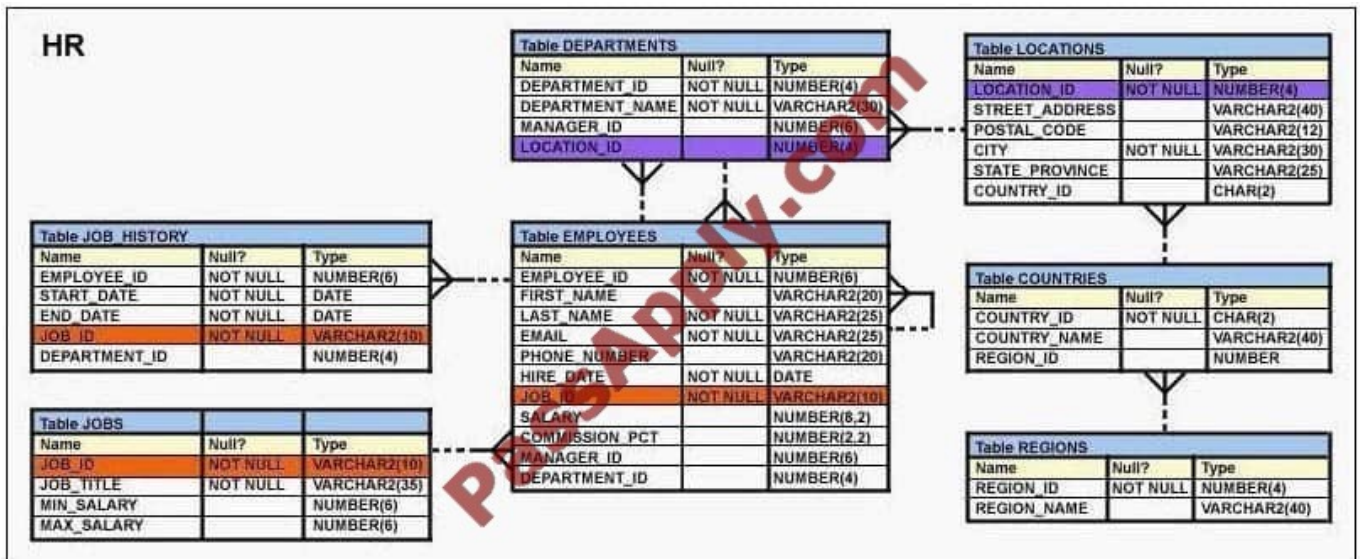 HR
Table DEPARTMENTS
Name Null? Type
DEPARTMENT_ID NOT NULL NUMBER(4)
DEPARTMENT_NAME NOT NULL VARCHAR2(30)
MANAGER_ID NUMBER(6)
LOCATION_ID NUMBER(4)
Table LOCATIONS
Name Null? Type
LOCATION_ID NOT NULL NUMBER(4)
STREET_ADDRESS VARCHAR2(40)
POSTAL_CODE VARCHAR2(12)
CITY NOT NULL VARCHAR2(30)
STATE_PROVINCE VARCHAR2(25)
COUNTRY_ID CHAR(2)
Table JOB_HISTORY
Name Null? Type
EMPLOYEE_ID NOT NULL NUMBER(6)
START_DATE NOT NULL DATE
END_DATE NOT NULL DATE
JOB_ID NOT NULL VARCHAR2(10)
DEPARTMENT_ID NUMBER(4)
Table EMPLOYEES
Name Null? Type
EMPLOYEE_ID NOT NULL NUMBER(6)
FIRST_NAME VARCHAR2(20)
LAST_NAME NOT NULL VARCHAR2(25)
EMAIL NOT NULL VARCHAR2(25)
PHONE_NUMBER VARCHAR2(20)
HIRE_DATE NOT NULL DATE
JOB_ID NOT NULL VARCHAR2(10)
SALARY NUMBER(8,2)
COMMISSION_PCT NUMBER(2,2)
MANAGER_ID NUMBER(6)
DEPARTMENT_ID NUMBER(4)
Table COUNTRIES
Name Null? Type
COUNTRY_ID NOT NULL CHAR(2)
COUNTRY_NAME VARCHAR2(40)
REGION_ID NUMBER
Table JOBS
Name Null? Type
JOB_ID NOT NULL VARCHAR2(10)
JOB_TITLE NOT NULL VARCHAR2(35)
MIN_SALARY NUMBER(6)
MAX_SALARY NUMBER(6)
Table REGIONS
Name Null? Type
REGION_ID NOT NULL NUMBER(4)
REGION_NAME VARCHAR2(40)
PassApply.com